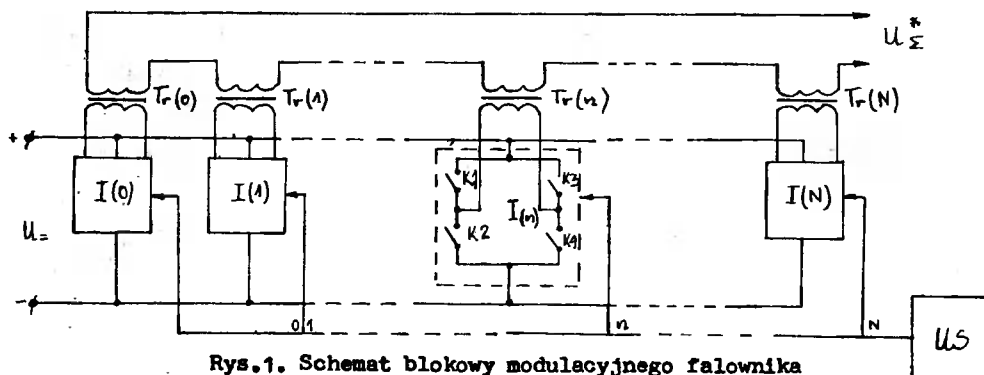 U*Σ
Tr(0) Tr(1) Tr(n) Tr(N)
+
K1 K3
I(0) I(1) I(n) I(N)
U=
K2 K4
-
0 1 n N
US
Rys.1. Schemat blokowy modulacyjnego falownika